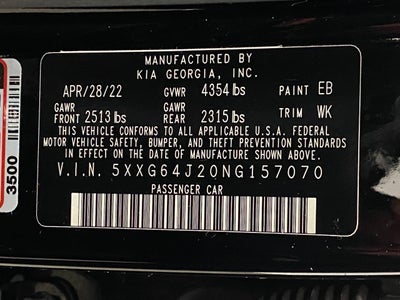 MANUFACTURED BY
KIA GEORGIA, INC.
APR/28/22 GVWR 4354 lbs PAINT EB
GAWR FRONT 2513 lbs GAWR REAR 2315 lbs TRIM WK
THIS VEHICLE CONFORMS TO ALL APPLICABLE U.S.A. FEDERAL
MOTOR VEHICLE SAFETY, BUMPER, AND THEFT PREVENTION STANDARDS
IN EFFECT ON THE DATE OF MANUFACTURE SHOWN ABOVE.
V.I.N. 5XXG64J20NG157070
PASSENGER CAR
3500